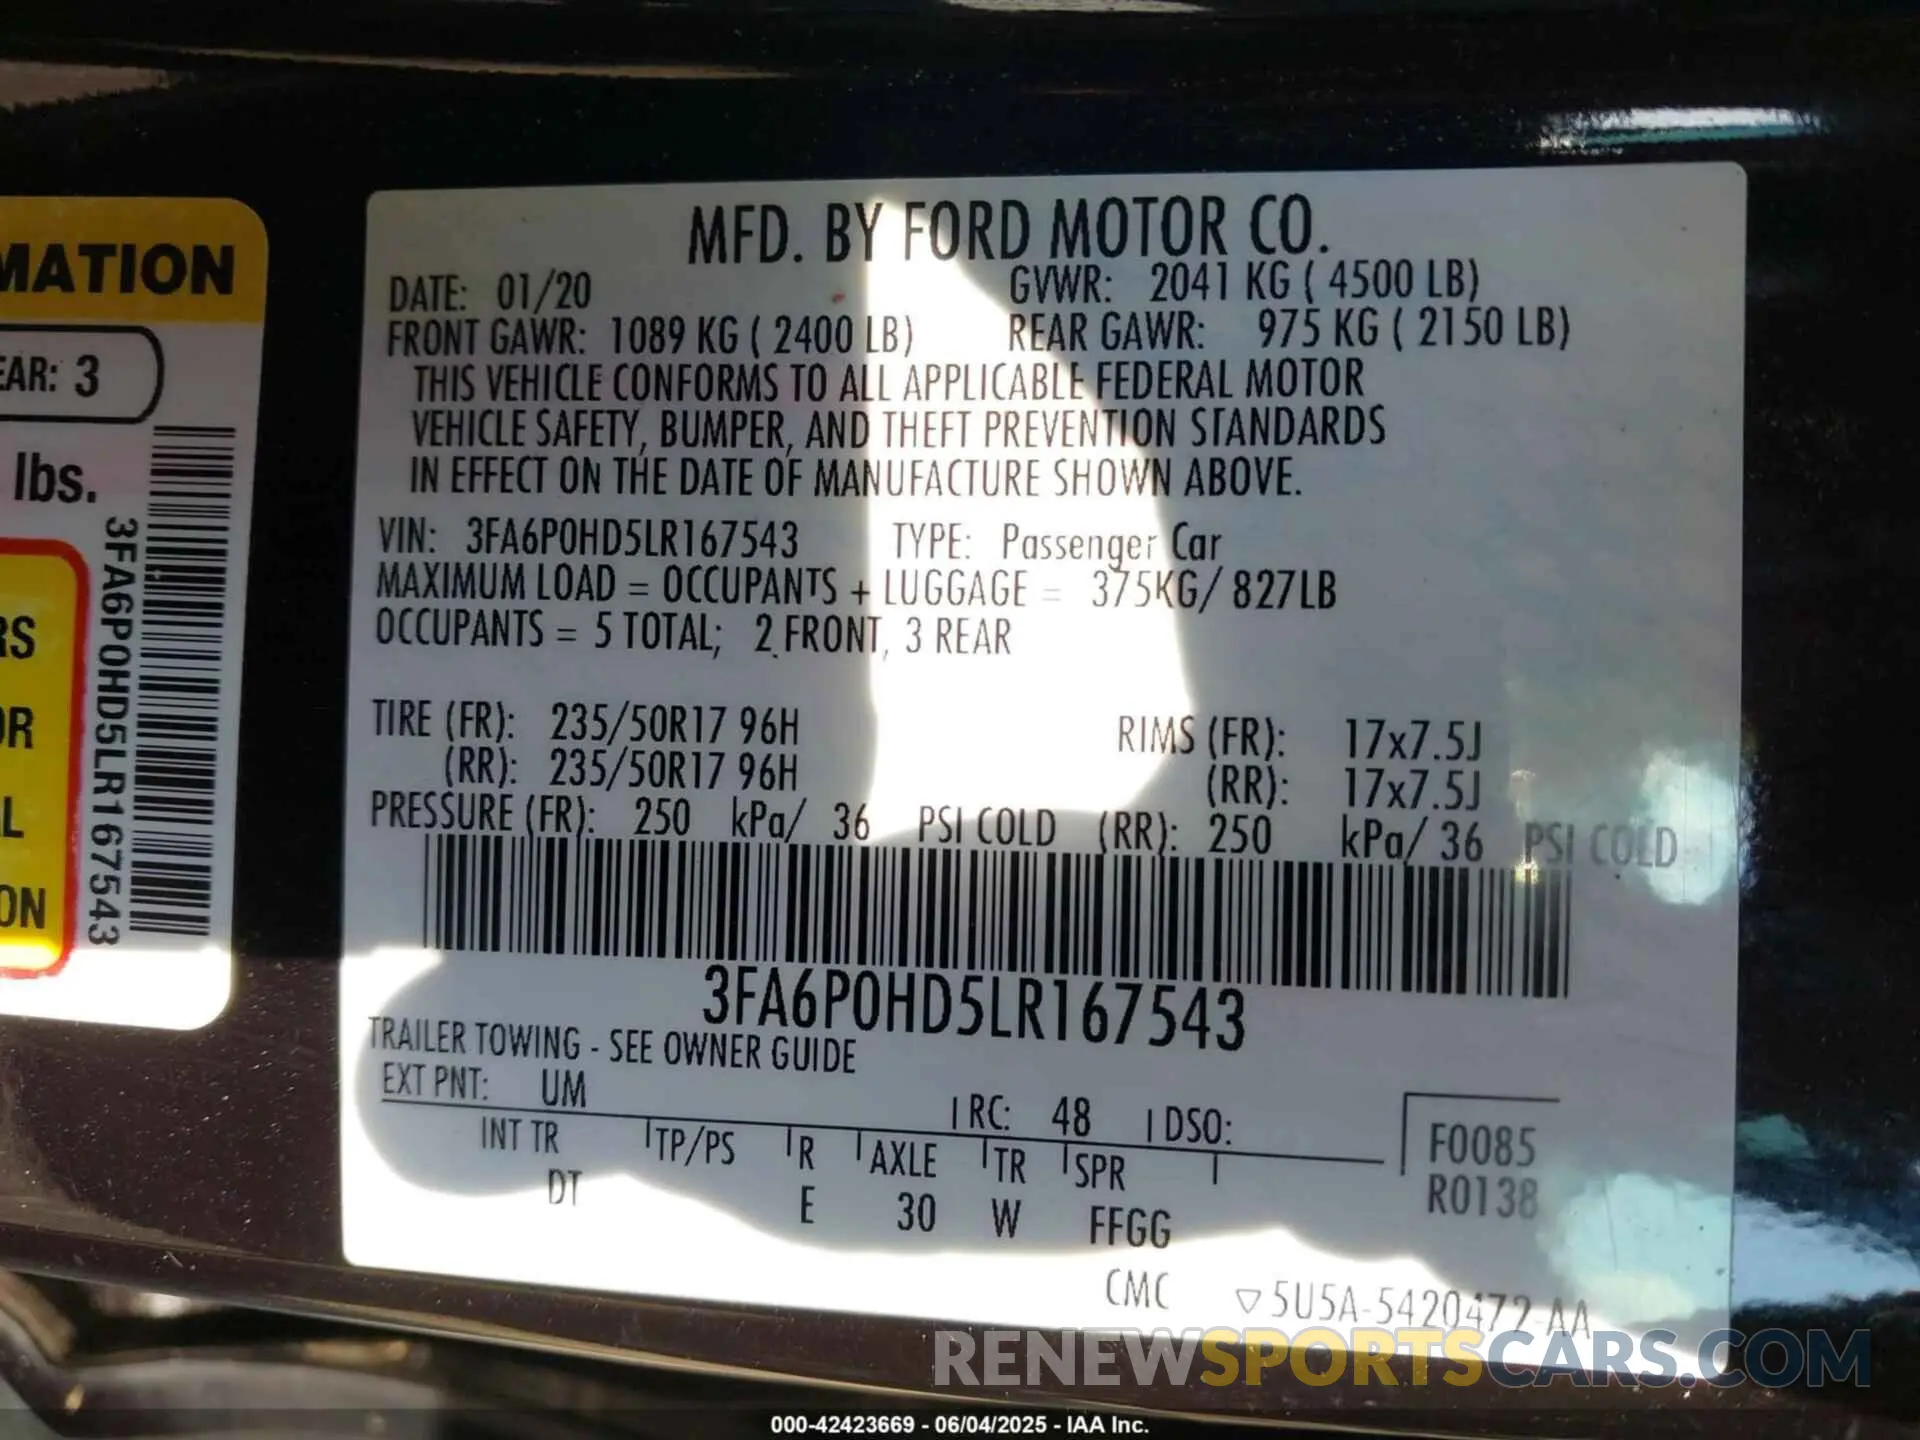 MATION
EAR: 3
lbs.
3FA6P0HD5LR167543
RS
OR
AL
ON
MFD. BY FORD MOTOR CO.
DATE: 01/20 GVWR: 2041 KG ( 4500 LB)
FRONT GAWR: 1089 KG ( 2400 LB) REAR GAWR: 975 KG ( 2150 LB)
THIS VEHICLE CONFORMS TO ALL APPLICABLE FEDERAL MOTOR
VEHICLE SAFETY, BUMPER, AND THEFT PREVENTION STANDARDS
IN EFFECT ON THE DATE OF MANUFACTURE SHOWN ABOVE.
VIN: 3FA6P0HD5LR167543 TYPE: Passenger Car
MAXIMUM LOAD = OCCUPANTS + LUGGAGE = 375KG/ 827LB
OCCUPANTS = 5 TOTAL; 2 FRONT, 3 REAR
TIRE (FR): 235/50R17 96H RIMS (FR): 17x7.5J
(RR): 235/50R17 96H (RR): 17x7.5J
PRESSURE (FR): 250 kPa/ 36 PSI COLD (RR): 250 kPa/ 36 PSI COLD
3FA6P0HD5LR167543
TRAILER TOWING - SEE OWNER GUIDE
EXT PNT: UM RC: 48 DSO:
INT TR TP/PS R AXLE TR SPR
DT E 30 W FFGG
F0085
R0138
CMC ▽5U5A-5420472-AA
RENEWSPORTSCARS.COM
000-42423669 - 06/04/2025 - IAA Inc.